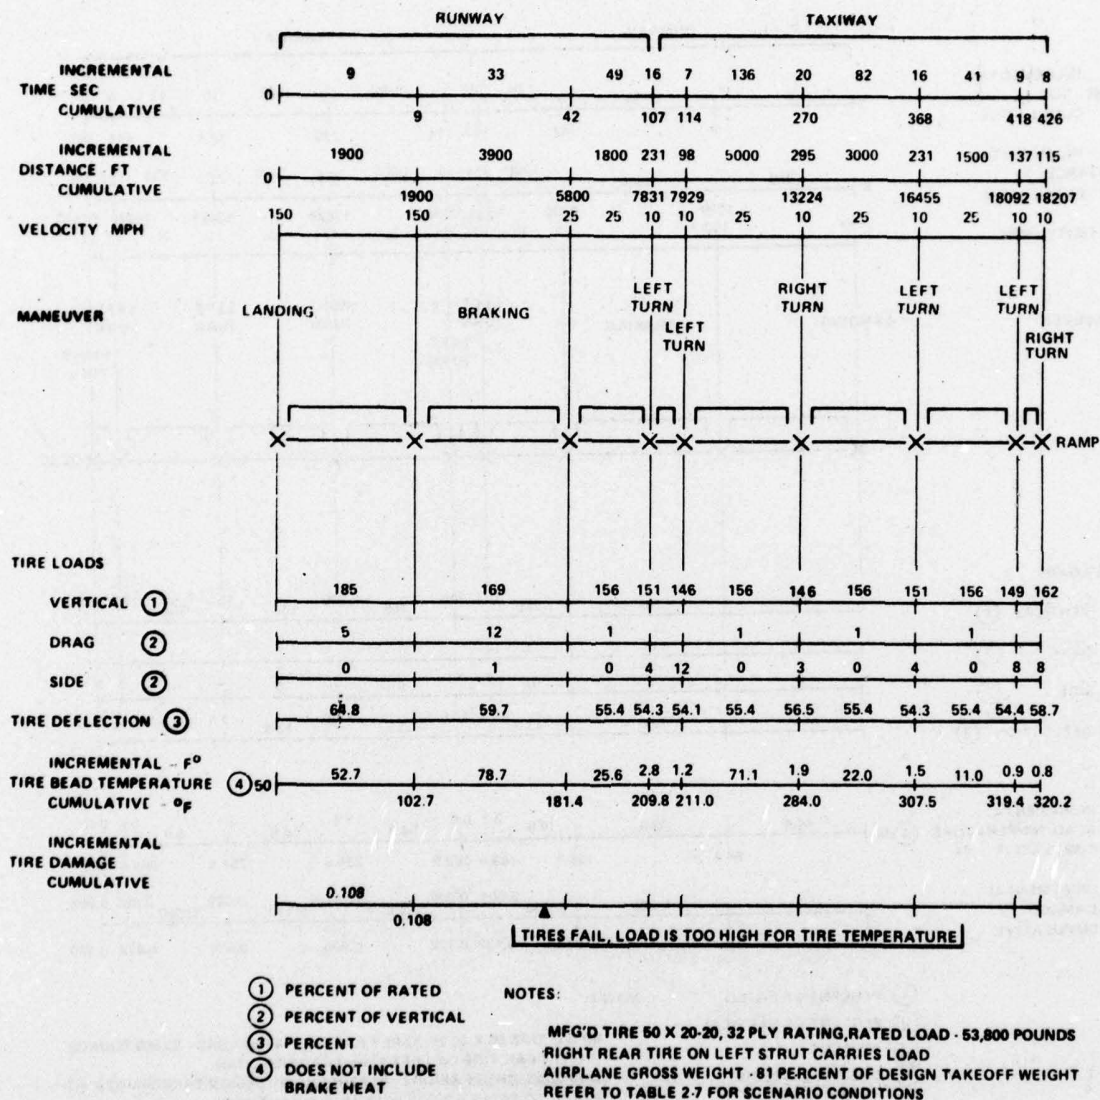 RUNWAY TAXIWAY
INCREMENTAL 9 33 49 16 7 136 20 82 16 41 9 8
TIME SEC 0
CUMULATIVE 9 42 107 114 270 368 418 426
INCREMENTAL 1900 3900 1800 231 98 5000 295 3000 231 1500 137 115
DISTANCE FT 0
CUMULATIVE 1900 5800 7831 7929 13224 16455 18092 18207
150 150 25 25 10 10 25 10 25 10 25 10 10
VELOCITY MPH
MANEUVER LANDING BRAKING
LEFT
TURN
LEFT
TURN
RIGHT
TURN
LEFT
TURN
LEFT
TURN
RIGHT
TURN
RAMP
TIRE LOADS
VERTICAL 1 185 169 156 151 146 156 146 156 151 156 149 162
DRAG 2 5 12 1 1 1 1
SIDE 2 0 1 0 4 12 0 3 0 4 0 8 8
TIRE DEFLECTION 3 64.8 59.7 55.4 54.3 54.1 55.4 56.5 55.4 54.3 55.4 54.4 58.7
INCREMENTAL F° 52.7 78.7 25.6 2.8 1.2 71.1 1.9 22.0 1.5 11.0 0.9 0.8
TIRE BEAD TEMPERATURE 4 50
CUMULATIVE °F 102.7 181.4 209.8 211.0 284.0 307.5 319.4 320.2
INCREMENTAL
TIRE DAMAGE
CUMULATIVE
0.108
0.108
TIRES FAIL, LOAD IS TOO HIGH FOR TIRE TEMPERATURE
1 PERCENT OF RATED
2 PERCENT OF VERTICAL
3 PERCENT
4 DOES NOT INCLUDE
BRAKE HEAT
NOTES:
MFG'D TIRE 50 X 20-20, 32 PLY RATING, RATED LOAD - 53,800 POUNDS
RIGHT REAR TIRE ON LEFT STRUT CARRIES LOAD
AIRPLANE GROSS WEIGHT - 81 PERCENT OF DESIGN TAKEOFF WEIGHT
REFER TO TABLE 2-7 FOR SCENARIO CONDITIONS